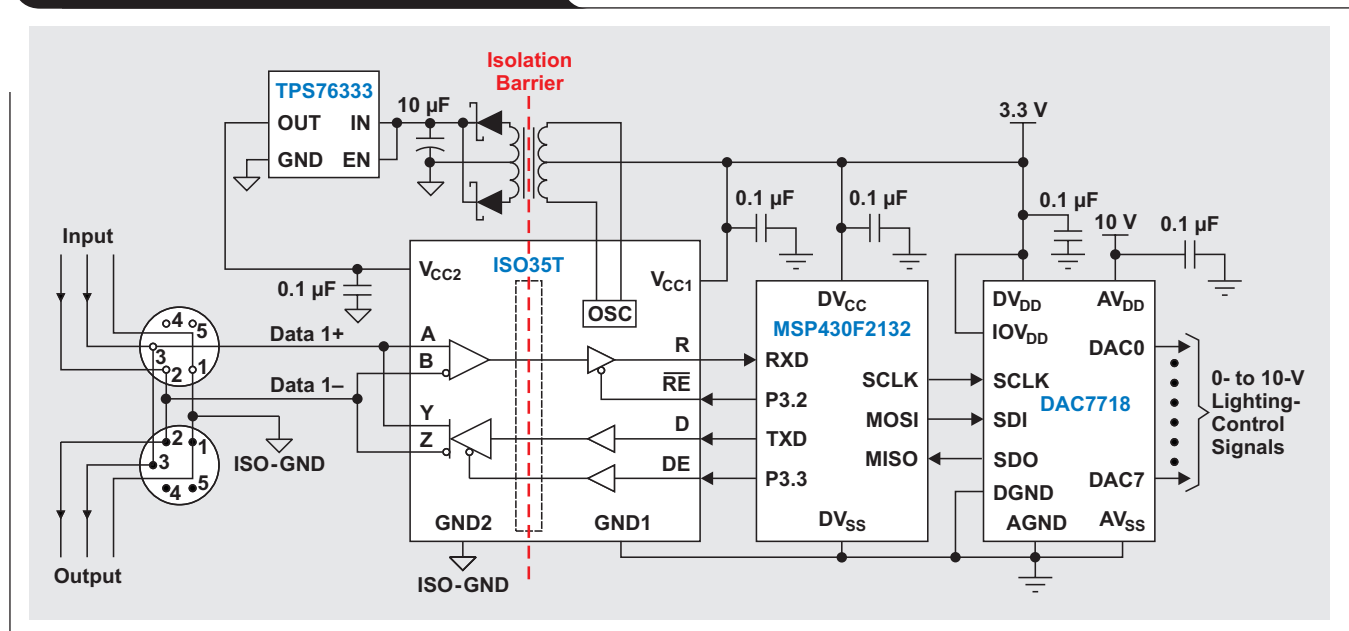 Isolation
Barrier
TPS76333
OUT
IN
GND
EN
10 µF
3.3 V
0.1 µF
0.1 µF
0.1 µF
10 V
0.1 µF
Input
VCC2
ISO35T
VCC1
OSC
0.1 µF
DVCC
MSP430F2132
DVDD
AVDD
IOVDD
4
5
3
2
1
Data 1+
Data 1–
A
B
Y
Z
R
RE
D
DE
RXD
P3.2
TXD
P3.3
SCLK
MOSI
MISO
SCLK
SDI
SDO
DGND
DAC7718
DAC0
DAC7
0- to 10-V
Lighting-
Control
Signals
2
1
3
4
5
ISO-GND
GND2
GND1
DVSS
AGND
AVSS
Output
ISO-GND